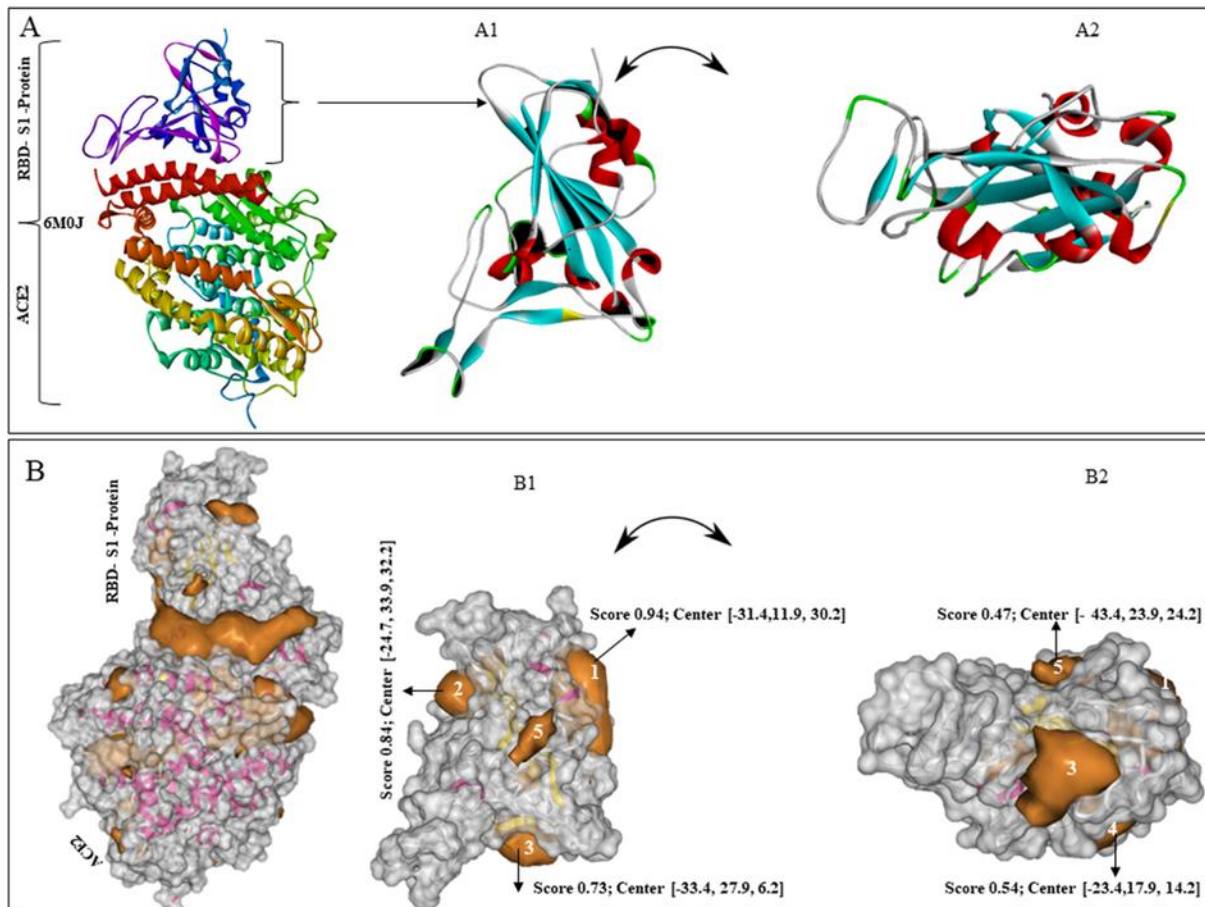 A
A1
A2
RBD- S1 -Protein
6M0J
ACE2
B
B1
B2
RBD- S1 -Protein
ACE2
Score 0.84; Center [-24.7, 33.9, 32.2]
Score 0.94; Center [-31.4,11.9, 30.2]
1
2
5
3
Score 0.73; Center [-33.4, 27.9, 6.2]
Score 0.47; Center [- 43.4, 23.9, 24.2]
5
1
3
4
Score 0.54; Center [-23.4,17.9, 14.2]